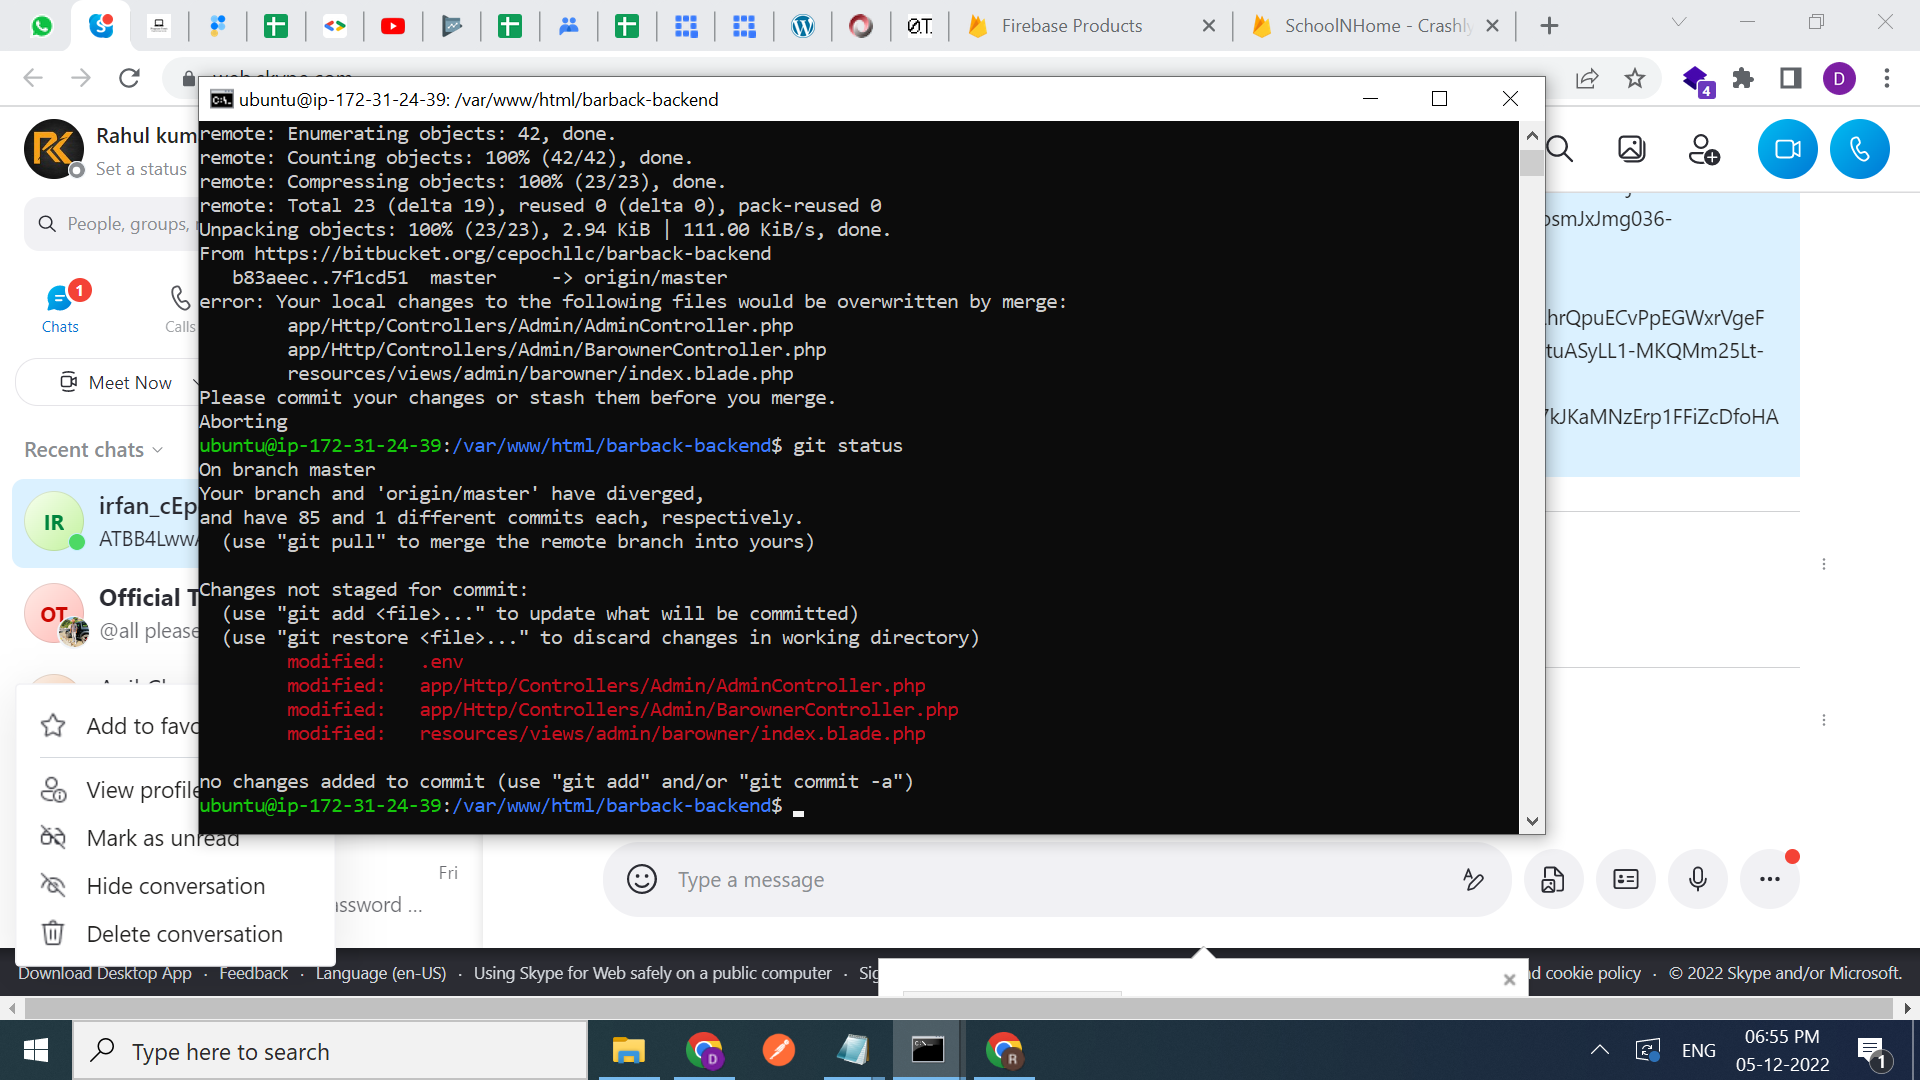 Firebase Products
SchoolNHome - Crashly
4
D
ubuntu@ip-172-31-24-39: /var/www/html/barback-backend
Rahul kum
Set a status
People, groups,
1
Chats
Calls
Meet Now
Recent chats
IR
irfan_cEp
OT
Official T
@all please
Add to favo
View profile
Mark as unread
Hide conversation
Delete conversation
remote: Enumerating objects: 42, done.
remote: Counting objects: 100% (42/42), done.
remote: Compressing objects: 100% (23/23), done.
remote: Total 23 (delta 19), reused 0 (delta 0), pack-reused 0
Unpacking objects: 100% (23/23), 2.94 KiB | 111.00 KiB/s, done.
From https://bitbucket.org/cepochllc/barback-backend
b83aeec..7f1cd51 master -> origin/master
error: Your local changes to the following files would be overwritten by merge:
app/Http/Controllers/Admin/AdminController.php
app/Http/Controllers/Admin/BarownerController.php
resources/views/admin/barowner/index.blade.php
Please commit your changes or stash them before you merge.
Aborting
ubuntu@ip-172-31-24-39:/var/www/html/barback-backend$ git status
On branch master
Your branch and 'origin/master' have diverged,
and have 85 and 1 different commits each, respectively.
(use "git pull" to merge the remote branch into yours)
Changes not staged for commit:
(use "git add <file>..." to update what will be committed)
(use "git restore <file>..." to discard changes in working directory)
modified: .env
modified: app/Http/Controllers/Admin/AdminController.php
modified: app/Http/Controllers/Admin/BarownerController.php
modified: resources/views/admin/barowner/index.blade.php
no changes added to commit (use "git add" and/or "git commit -a")
ubuntu@ip-172-31-24-39:/var/www/html/barback-backend$
Fri
assword ...
Type a message
Download Desktop App · Feedback · Language (en-US) · Using Skype for Web safely on a public computer · Sig
nd cookie policy · © 2022 Skype and/or Microsoft.
Type here to search
D
R
ENG
06:55 PM
05-12-2022
1